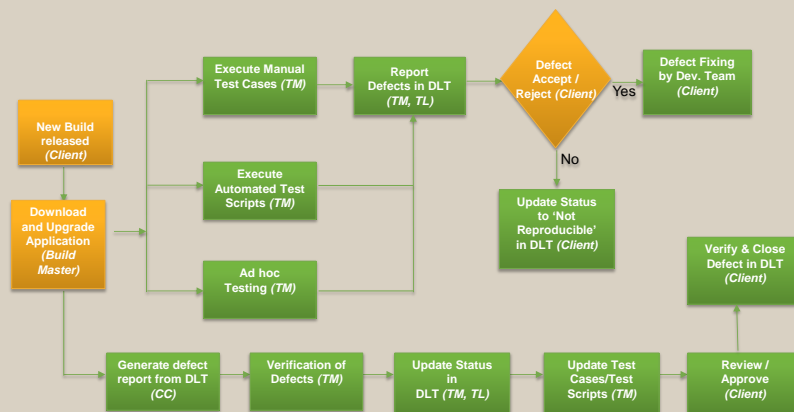 Execute Manual
Test Cases (TM)
Report
Defects in DLT
(TM, TL)
Defect
Accept /
Reject (Client)
Yes
Defect Fixing
by Dev. Team
(Client)
New Build
released
(Client)
No
Execute
Automated Test
Scripts (TM)
Download
and Upgrade
Application
(Build
Master)
Update Status
to ‘Not
Reproducible’
in DLT (Client)
Verify & Close
Defect in DLT
(Client)
Ad hoc
Testing (TM)
Generate defect
report from DLT
(CC)
Verification of
Defects (TM)
Update Status
in
DLT (TM, TL)
Update Test
Cases/Test
Scripts (TM)
Review /
Approve
(Client)